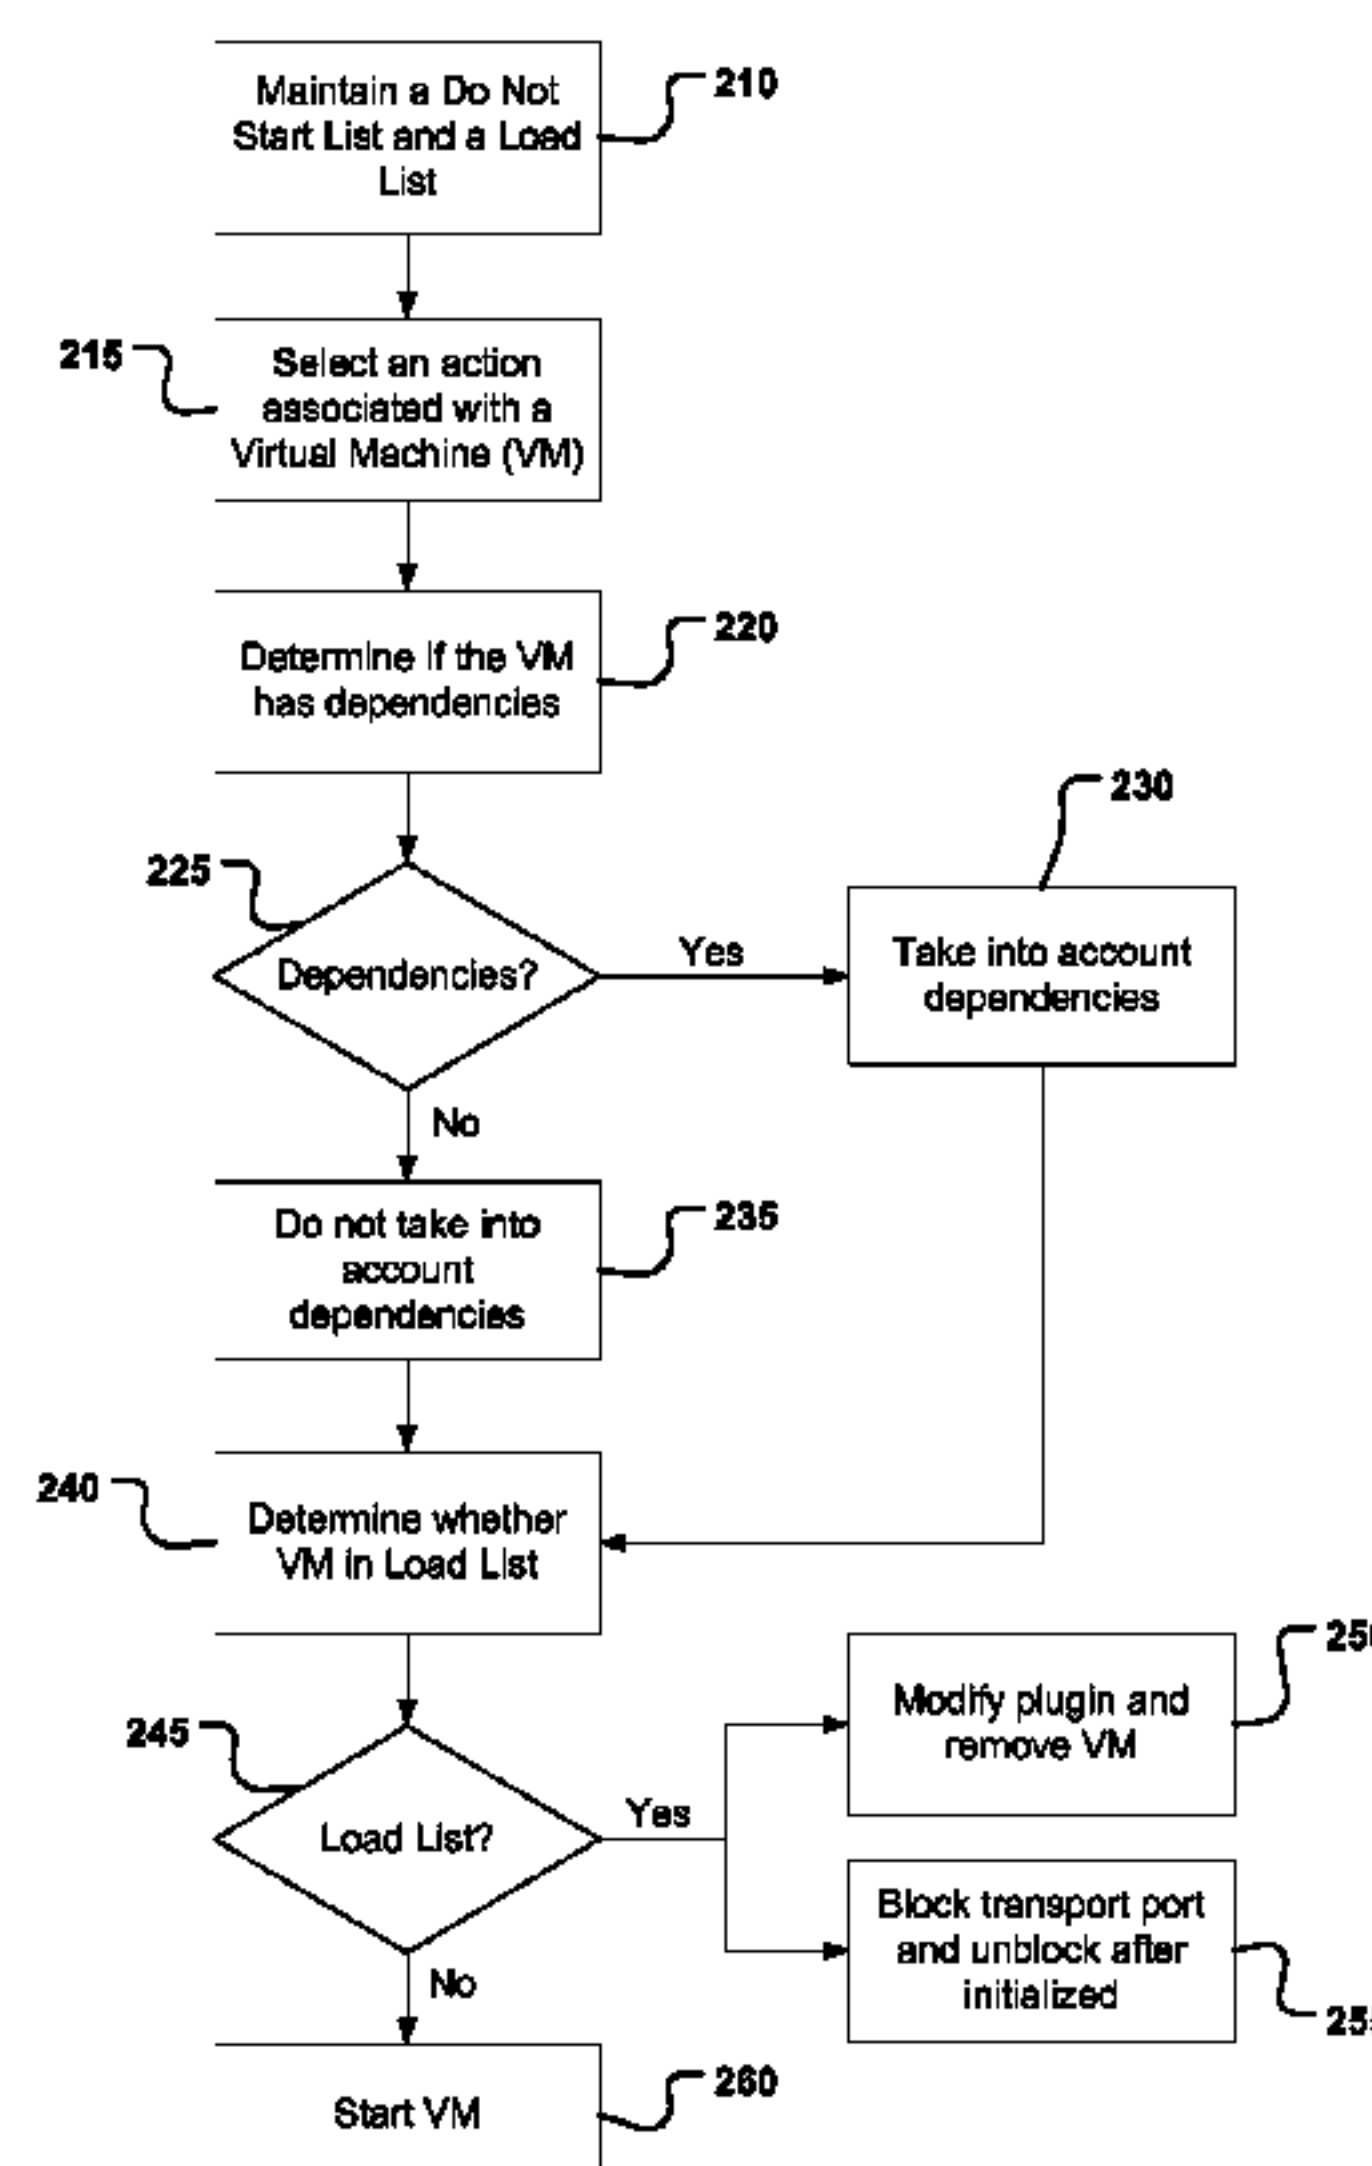 Maintain a Do Not
Start List and a Load
List
210
215
Select an action
associated with a
Virtual Machine (VM)
220
Determine if the VM
has dependencies
230
225
Dependencies?
Yes
Take into account
dependencies
No
Do not take into
account
dependencies
235
240
Determine whether
VM in Load List
Modify plugin and
remove VM
245
Load List?
Yes
Block transport port
and unblock after
initialized
No
Start VM
260